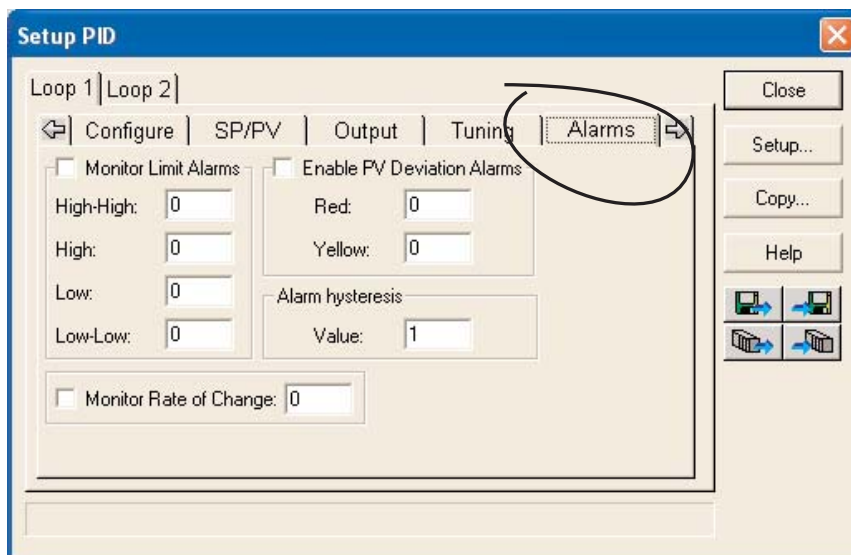 Setup PID
Loop 1 Loop 2
Configure SP/PV Output Tuning Alarms
Monitor Limit Alarms
High-High: 0
High: 0
Low: 0
Low-Low: 0
Enable PV Deviation Alarms
Red: 0
Yellow: 0
Alarm hysteresis
Value: 1
Monitor Rate of Change: 0
Close
Setup...
Copy...
Help